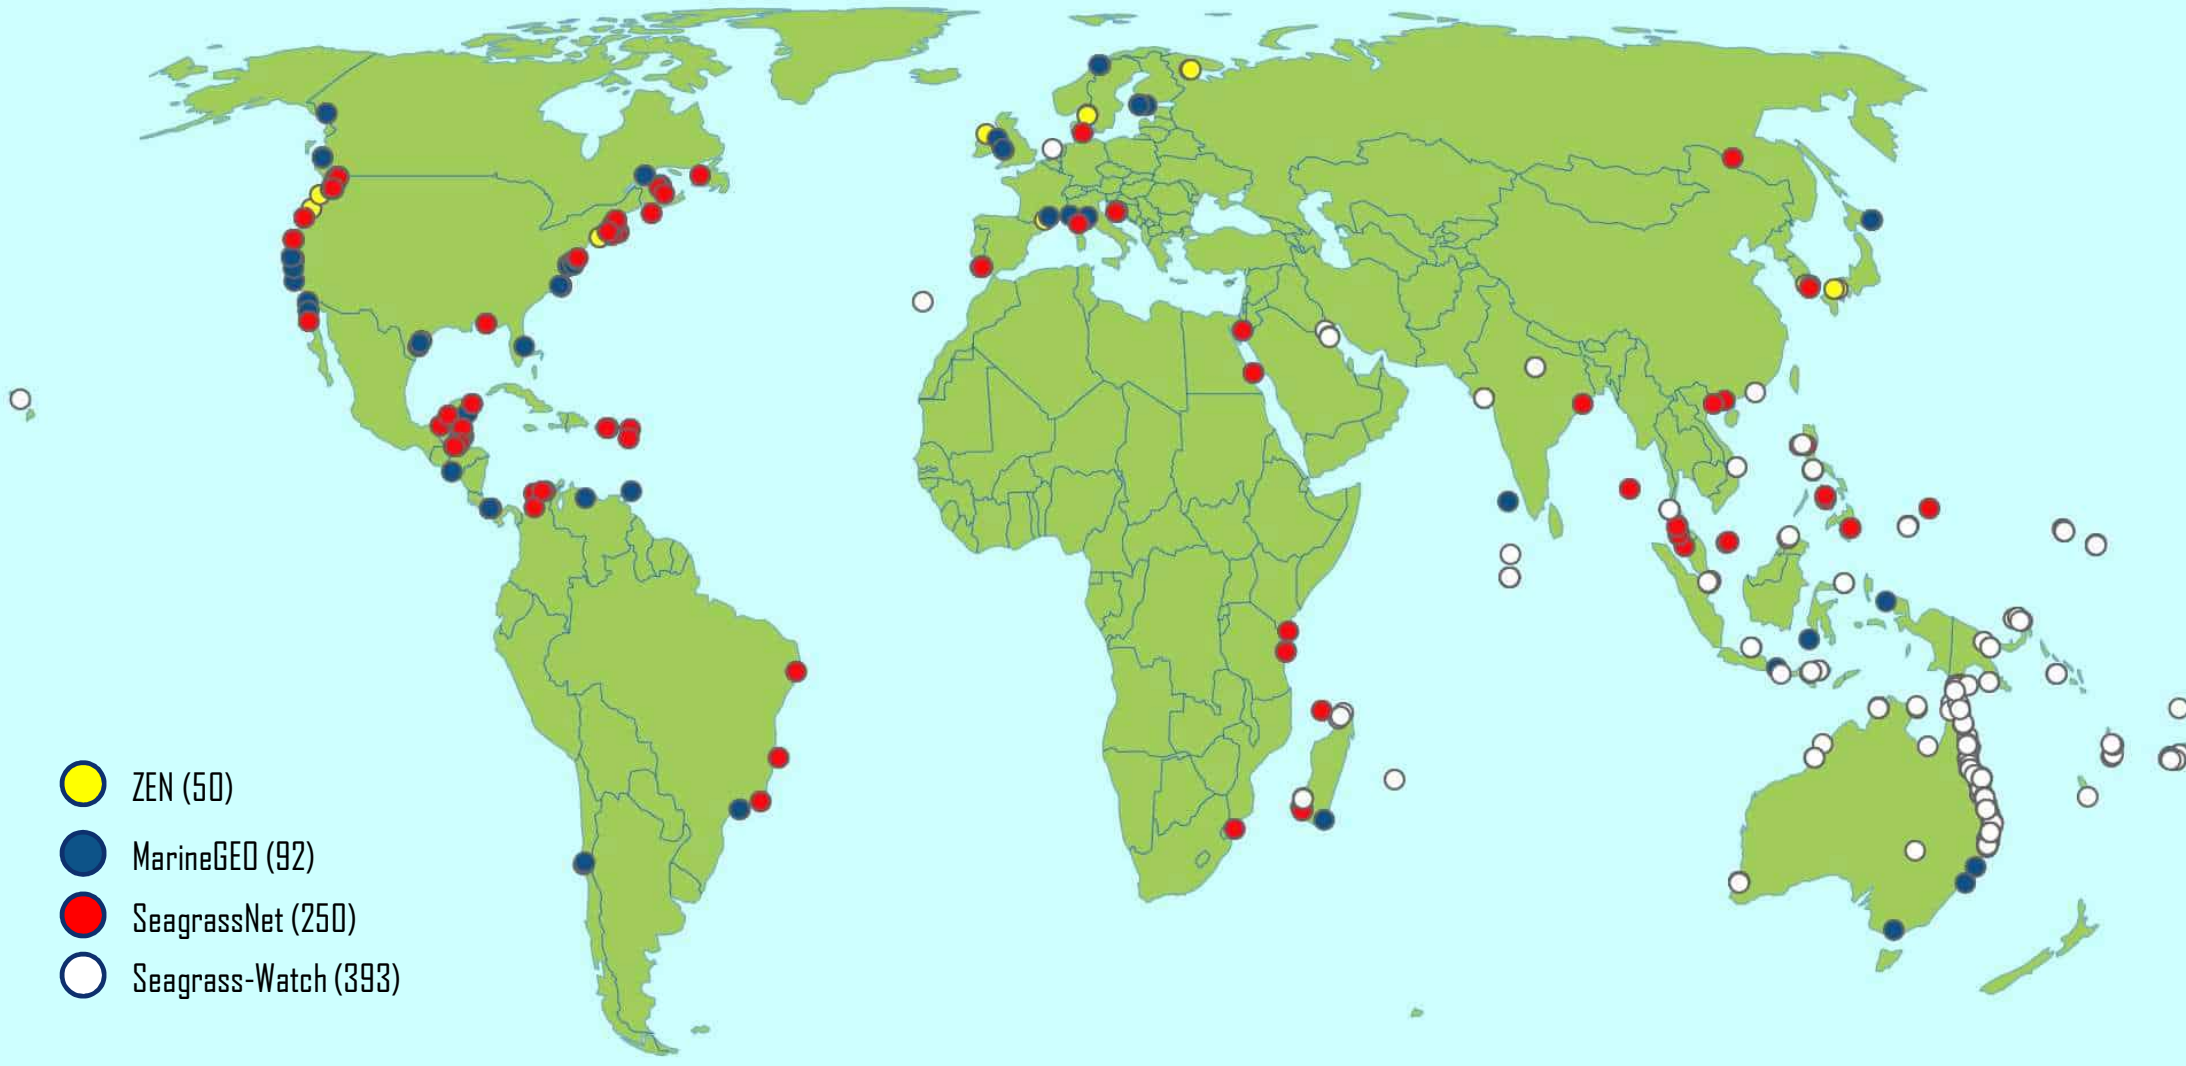 ZEN (50)
MarineGEO (92)
SeagrassNet (250)
Seagrass-Watch (393)